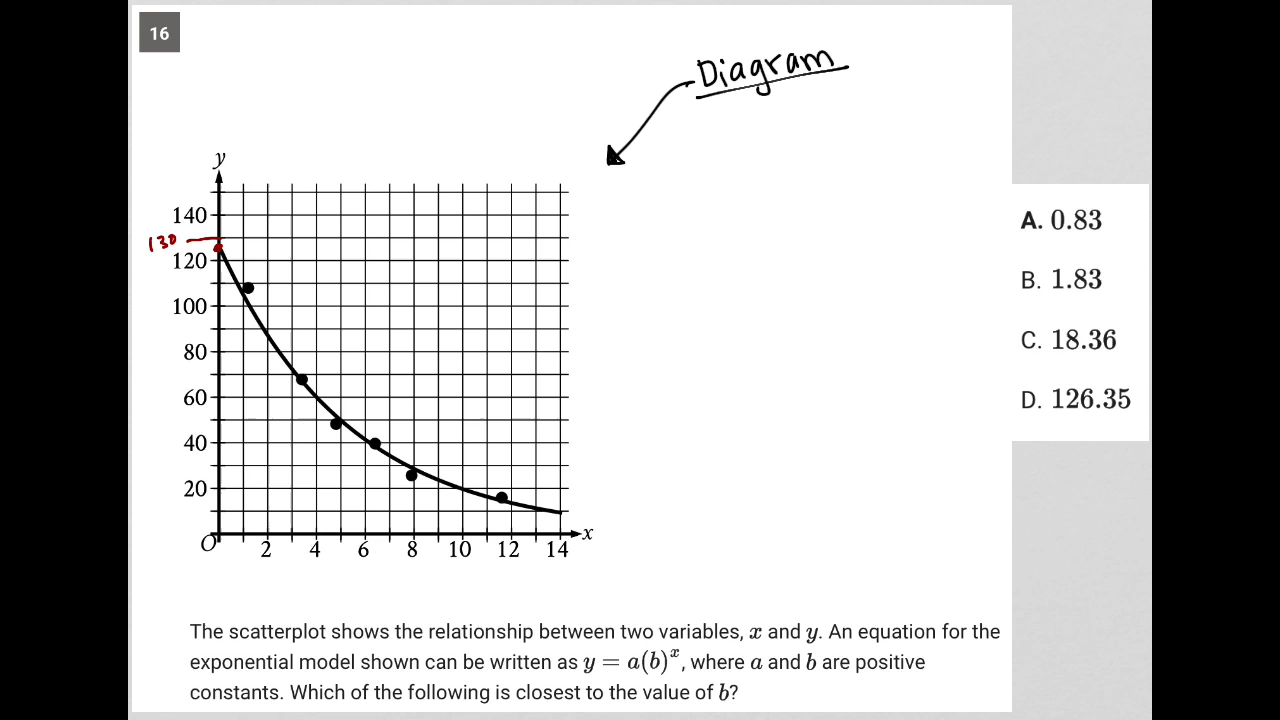 16
Diagram
y
140
130
120
100
80
60
40
20
O
2 4 6 8 10 12 14 x
A. 0.83
B. 1.83
C. 18.36
D. 126.35
The scatterplot shows the relationship between two variables, x and y. An equation for the
exponential model shown can be written as y = a(b)^x, where a and b are positive
constants. Which of the following is closest to the value of b?